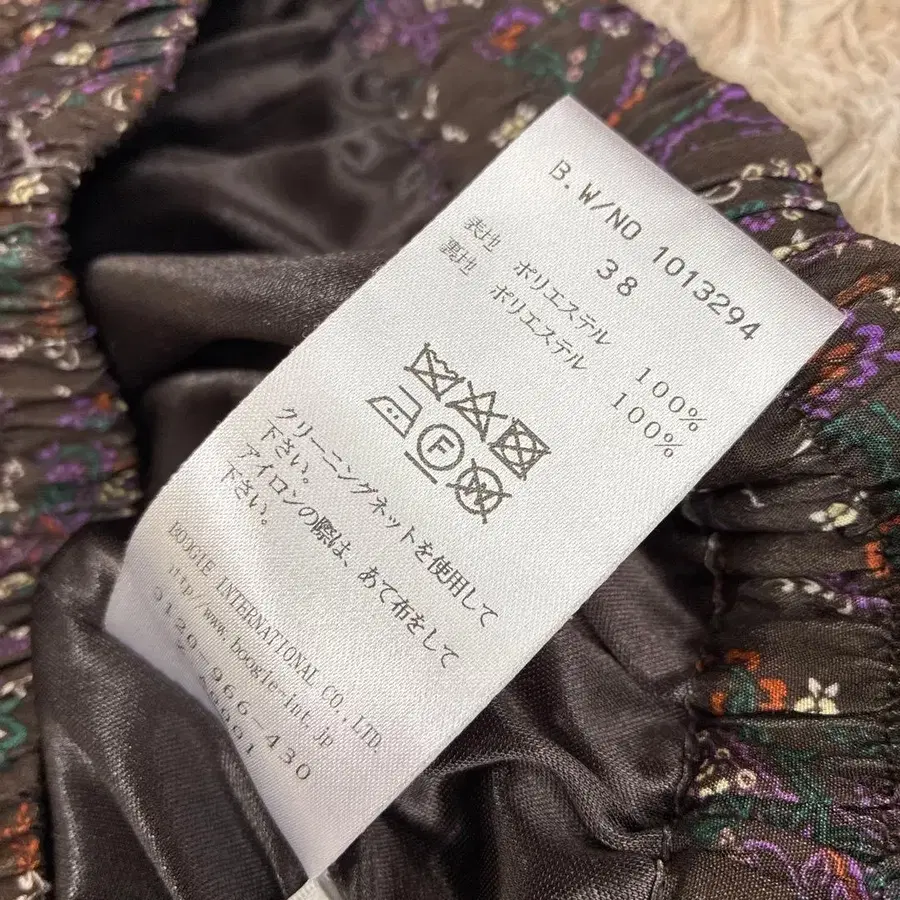 B.W/NO 1013294
38
表地 ポリエステル 100%
裏地 ポリエステル 100%
F
W
クリーニングネットを使用して
下さい。
アイロンの際は、あて布をして
下さい。
BOOGIE INTERNATIONAL CO.,LTD.
http://www.boogie-int.jp
0120-966-430